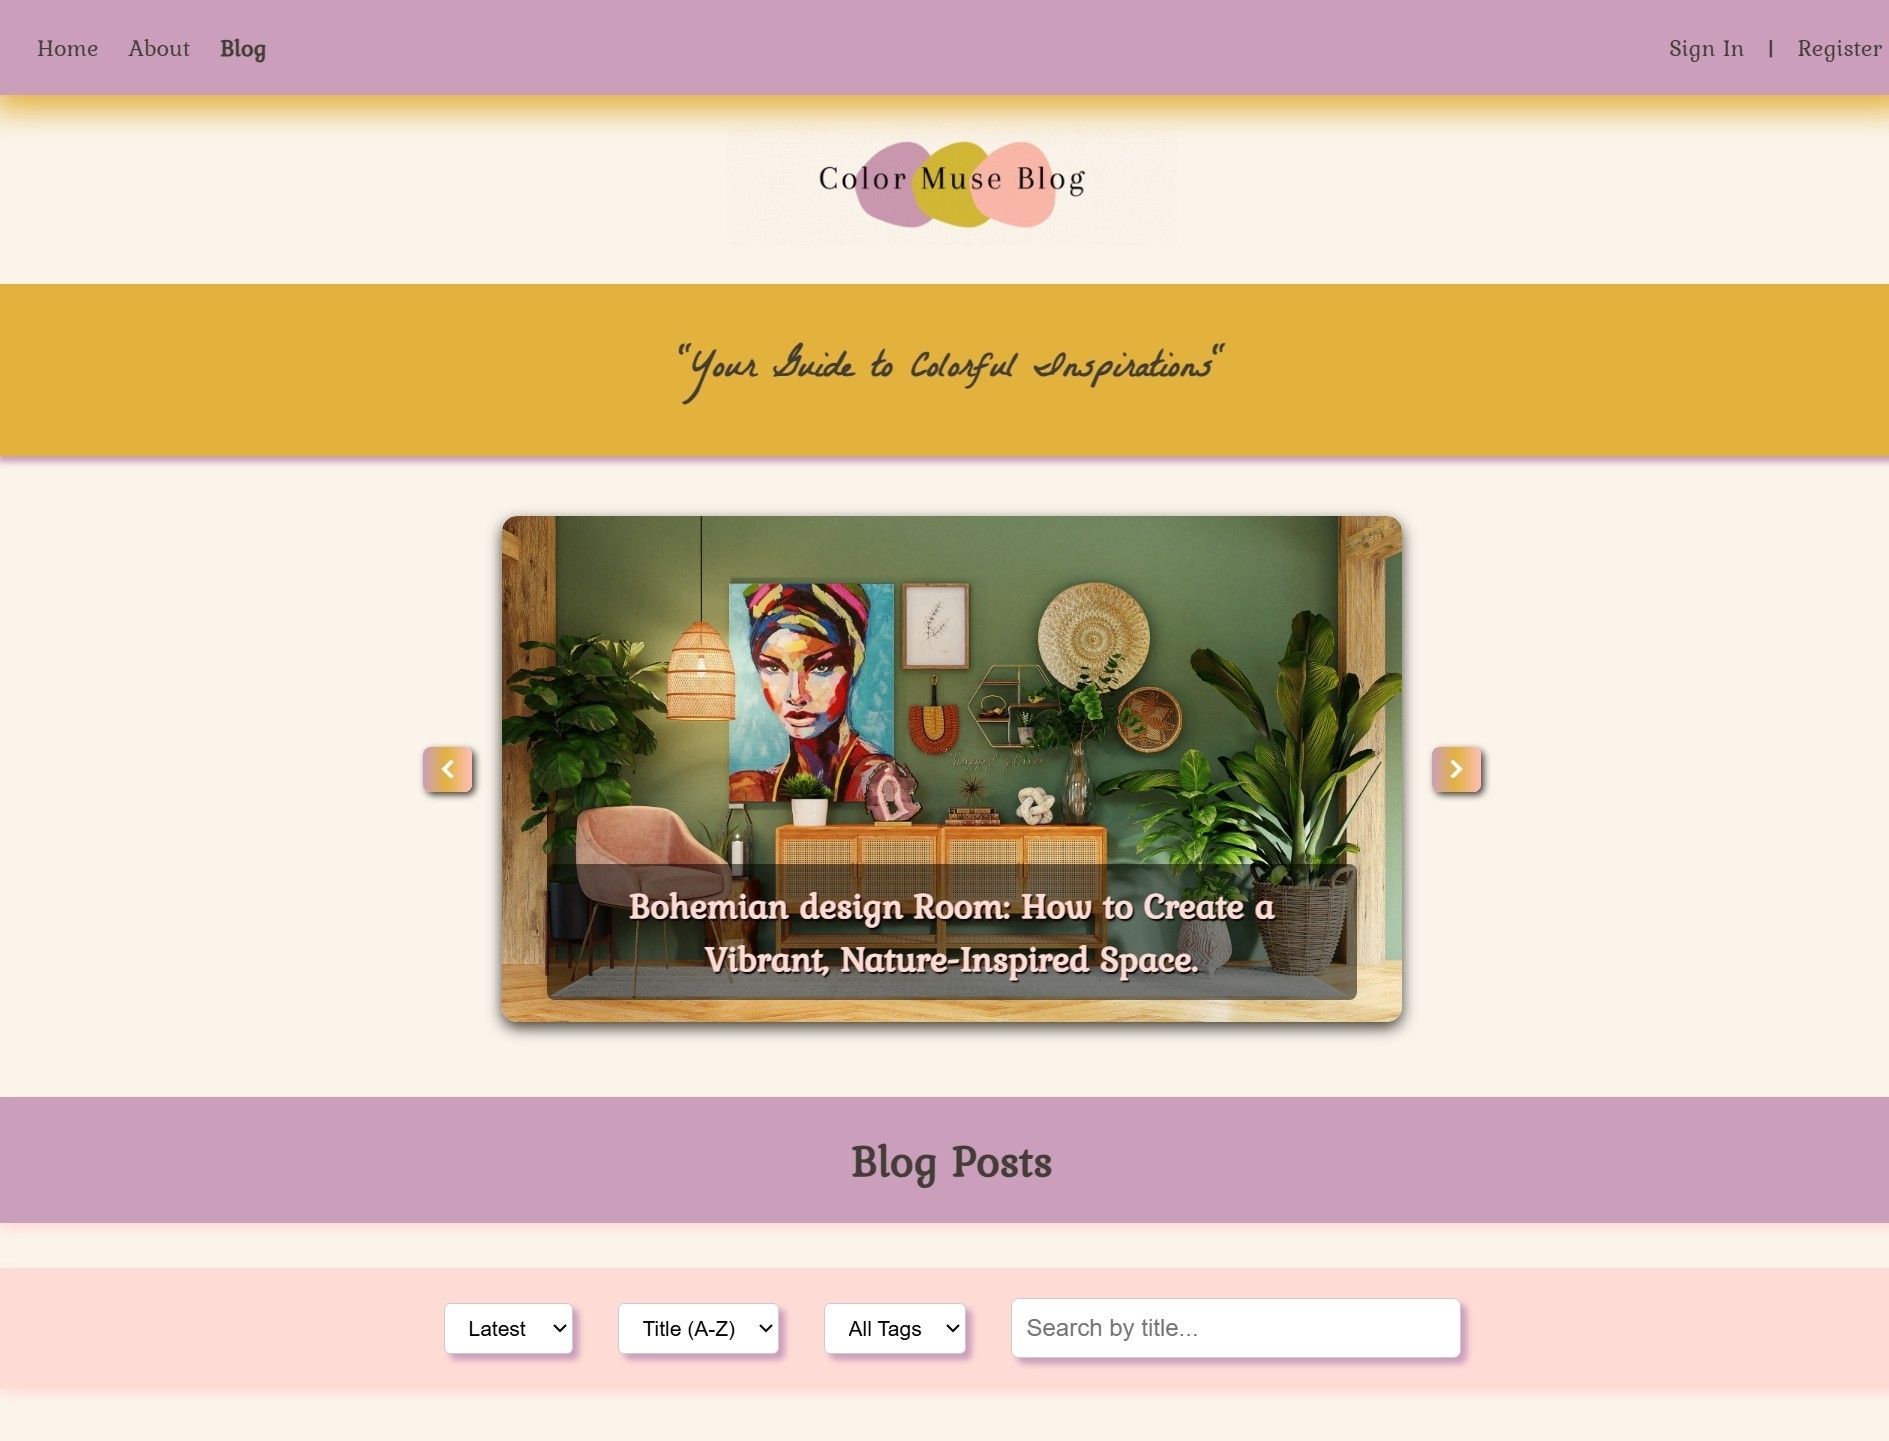 Home About Blog Sign In | Register
Color Muse Blog
“Your Guide to Colorful Inspirations“
Bohemian design Room: How to Create a
Vibrant, Nature-Inspired Space.
Blog Posts
Latest Title (A-Z) All Tags Search by title...